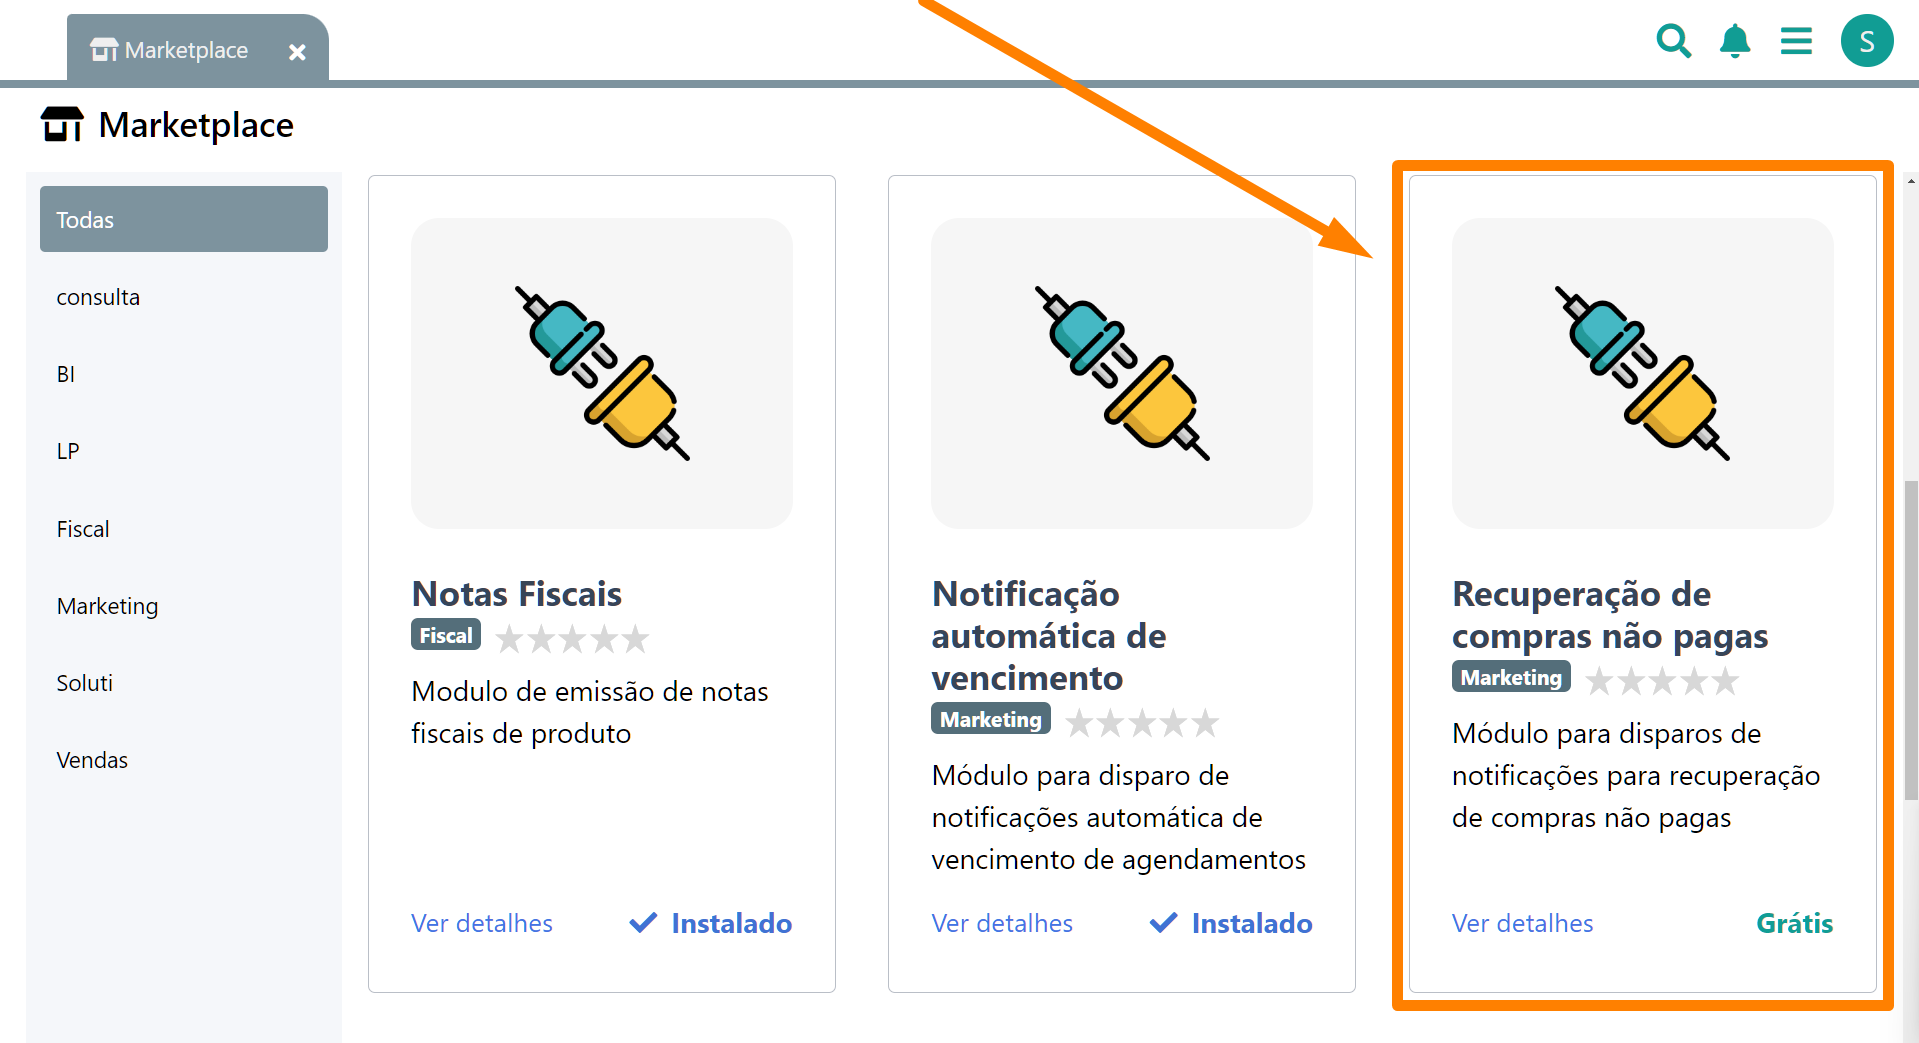 Marketplace
S
Marketplace
Todas
consulta
BI
LP
Fiscal
Marketing
Soluti
Vendas
Notas Fiscais
Fiscal
Modulo de emissão de notas
fiscais de produto
Ver detalhes
Instalado
Notificação
automática de
vencimento
Marketing
Módulo para disparo de
notificações automática de
vencimento de agendamentos
Ver detalhes
Instalado
Recuperação de
compras não pagas
Marketing
Módulo para disparos de
notificações para recuperação
de compras não pagas
Ver detalhes
Grátis